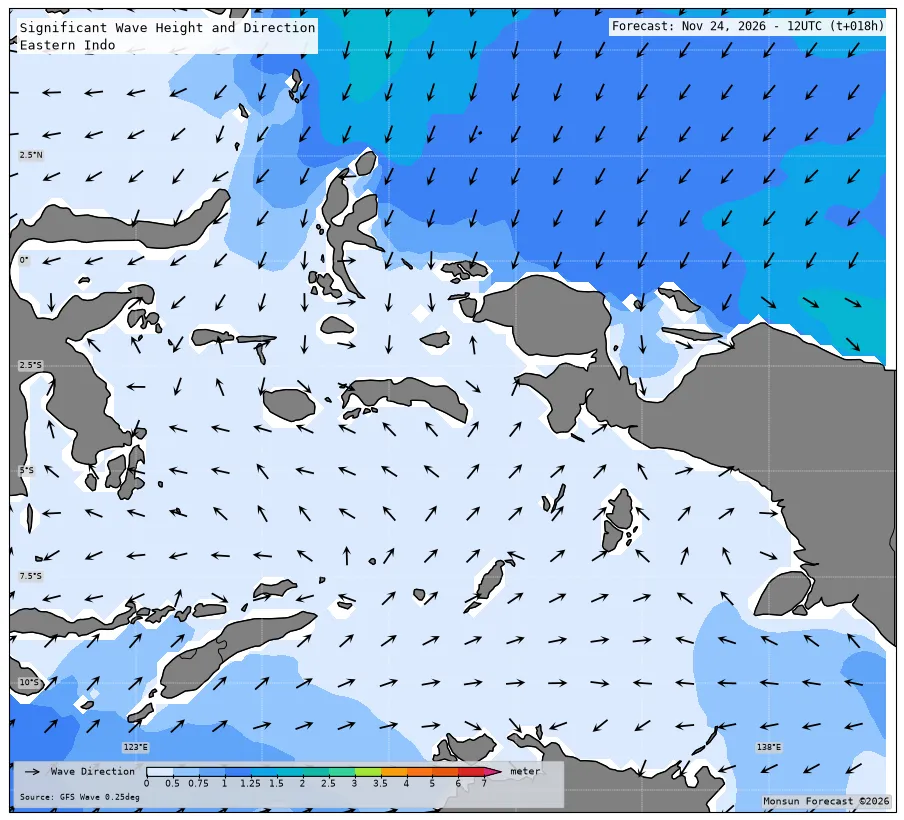 Significant Wave Height and Direction
Eastern Indo
Forecast: Nov 24, 2026 - 12UTC (t+018h)
2.5°N
0°
2.5°S
5°S
7.5°S
10°S
123°E
138°E
Wave Direction
meter
0 0.5 0.75 1 1.25 1.5 2 2.5 3 3.5 4 5 6 7
Source: GFS Wave 0.25deg
Monsun Forecast ©2026